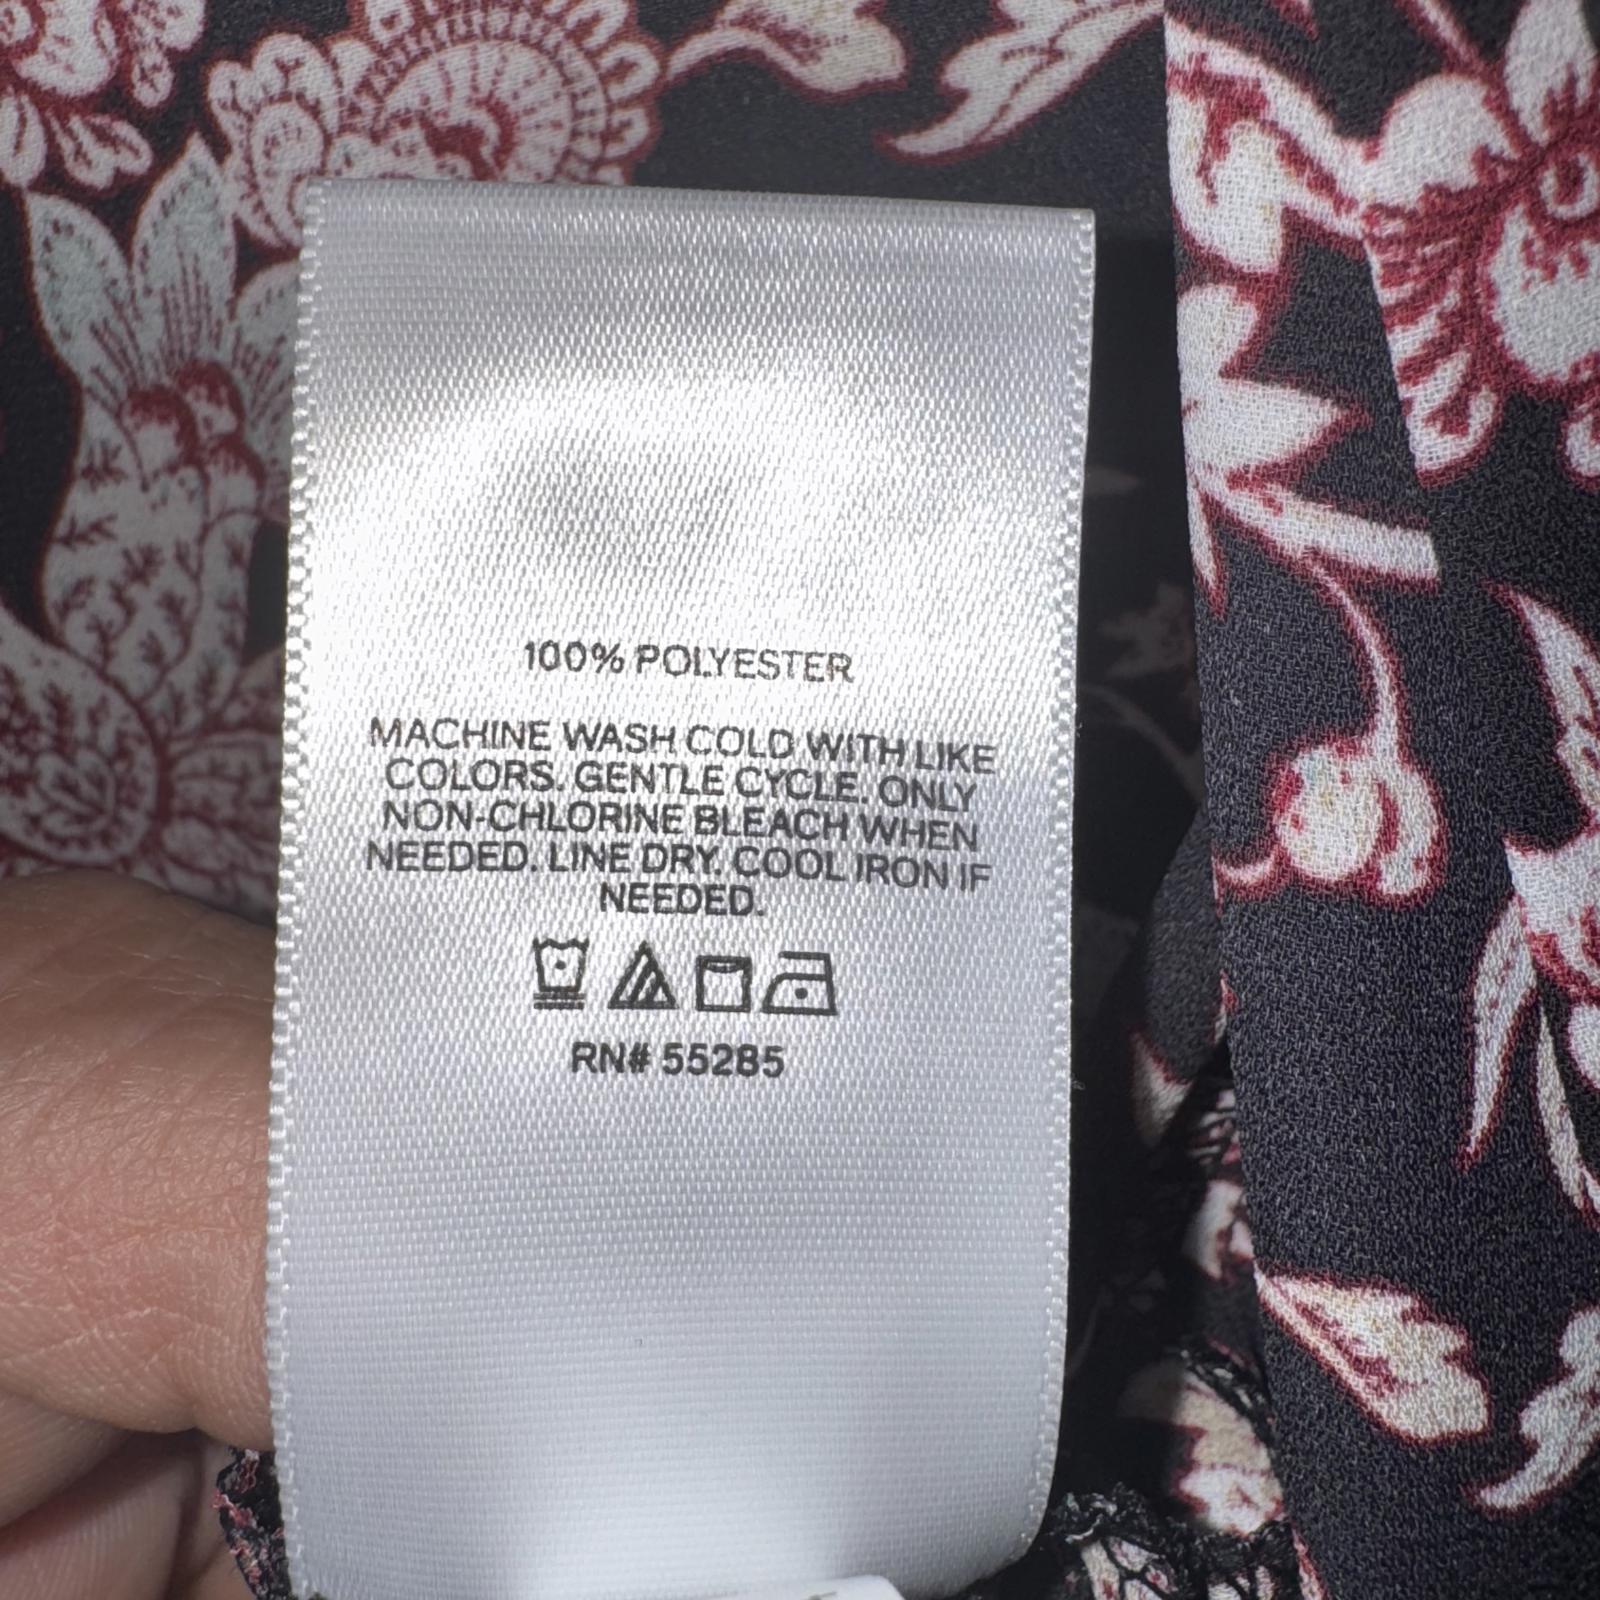 100% POLYESTER
MACHINE WASH COLD WITH LIKE
COLORS. GENTLE CYCLE. ONLY
NON-CHLORINE BLEACH WHEN
NEEDED. LINE DRY. COOL IRON IF
NEEDED.
RN# 55285